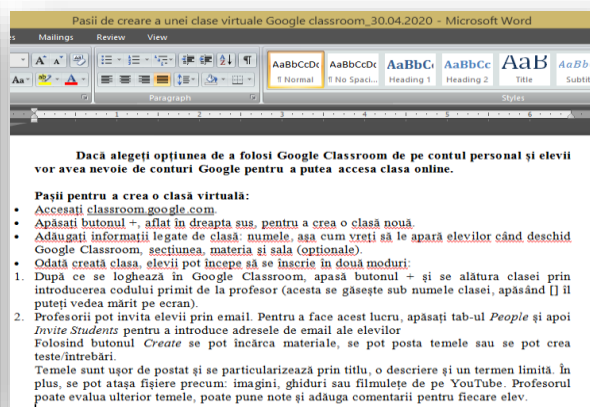 Pasii de creare a unei clase virtuale Google classroom_30.04.2020 - Microsoft Word
Mailings Review View
AaBbCcDc AaBbCcDc AaBbC AaBbCc AaB AaBb
¶ Normal ¶ No Spaci... Heading 1 Heading 2 Title Subtit
Paragraph Styles
1 2 3 4 5 6
Dacă alegeți opțiunea de a folosi Google Classroom de pe contul personal și elevii
vor avea nevoie de conturi Google pentru a putea accesa clasa online.
Pașii pentru a crea o clasă virtuală:
• Accesați classroom.google.com.
• Apăsați butonul +, aflat în dreapta sus, pentru a crea o clasă nouă.
• Adăugați informații legate de clasă: numele, așa cum vreți să le apară elevilor când deschid
Google Classroom, secțiunea, materia și sala (opționale).
• Odată creată clasa, elevii pot începe să se înscrie în două moduri:
1. După ce se loghează în Google Classroom, apasă butonul + și se alătura clasei prin
introducerea codului primit de la profesor (acesta se găsește sub numele clasei, apăsând [] îl
puteți vedea mărit pe ecran).
2. Profesorii pot invita elevii prin email. Pentru a face acest lucru, apăsați tab-ul People și apoi
Invite Students pentru a introduce adresele de email ale elevilor
Folosind butonul Create se pot încărca materiale, se pot posta temele sau se pot crea
teste/întrebări.
Temele sunt ușor de postat și se particularizează prin titlu, o descriere și un termen limită. În
plus, se pot atașa fișiere precum: imagini, ghiduri sau filmulețe de pe YouTube. Profesorul
poate evalua ulterior temele, poate pune note și adăuga comentarii pentru fiecare elev.